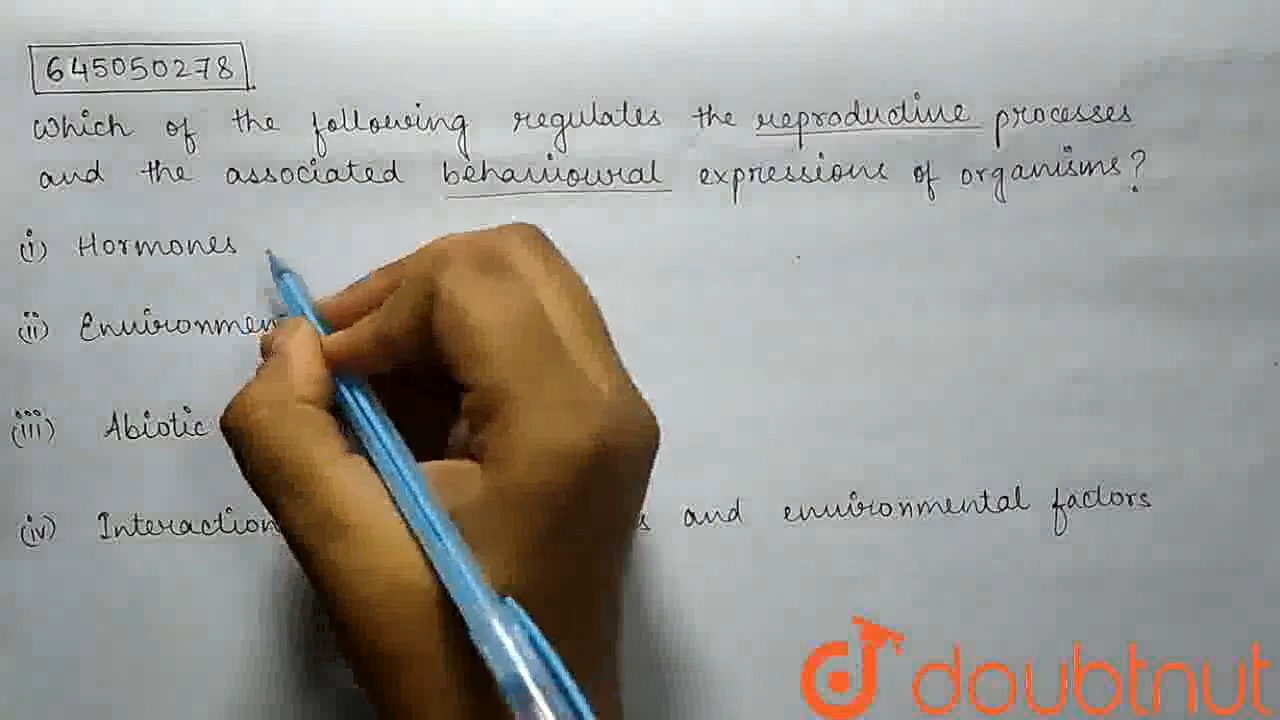 645050278
Which of the following regulates the reproductive processes
and the associated behavioural expressions of organisms?
(i) Hormones
(ii)
(iii) Abiotic
(iv) Interaction and environmental factors
doubtnut